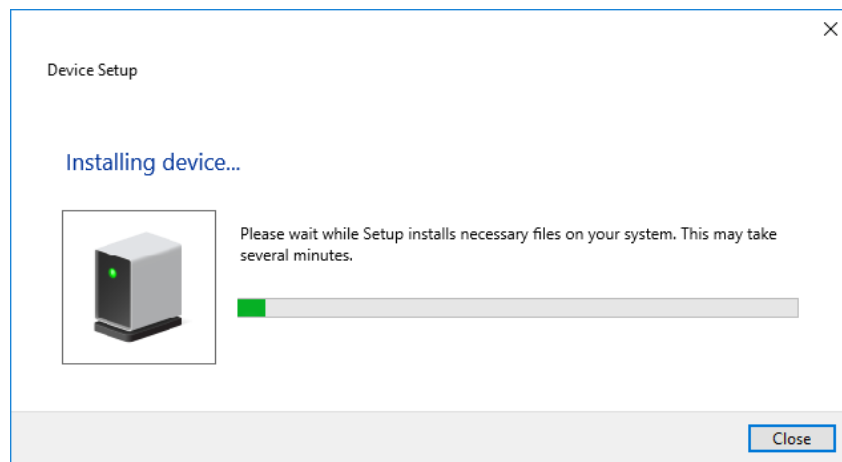 Device Setup
Installing device...
Please wait while Setup installs necessary files on your system. This may take
several minutes.
Close